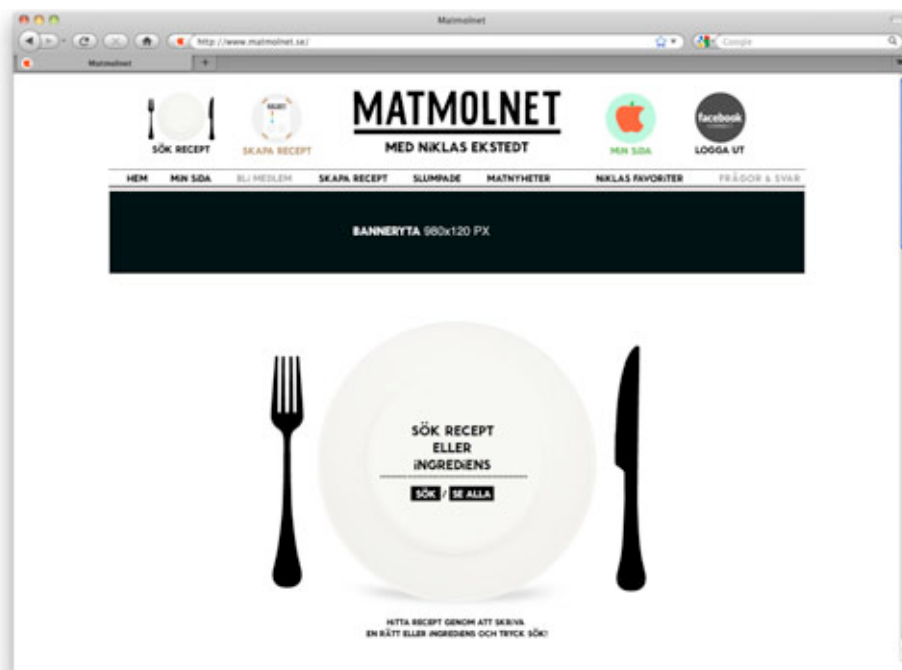 Matmolnet
http://www.matmolnet.se/
Google
Matmolnet
MATMOLNET
MED NiKLAS EKSTEDT
SÖK RECEPT
SKAPA RECEPT
MiN SiDA
facebook
LOGGA UT
HEM MiN SiDA BLi MEDLEM SKAPA RECEPT SLUMPADE MATNYHETER NiKLAS FAVORiTER FRÅGOR & SVAR
BANNERYTA 980x120 PX
SÖK RECEPT
ELLER
iNGREDiENS
SÖK / SE ALLA
HiTTA RECEPT GENOM ATT SKRiVA
EN RÄTT ELLER iNGREDiENS OCH TRYCK SÖK!